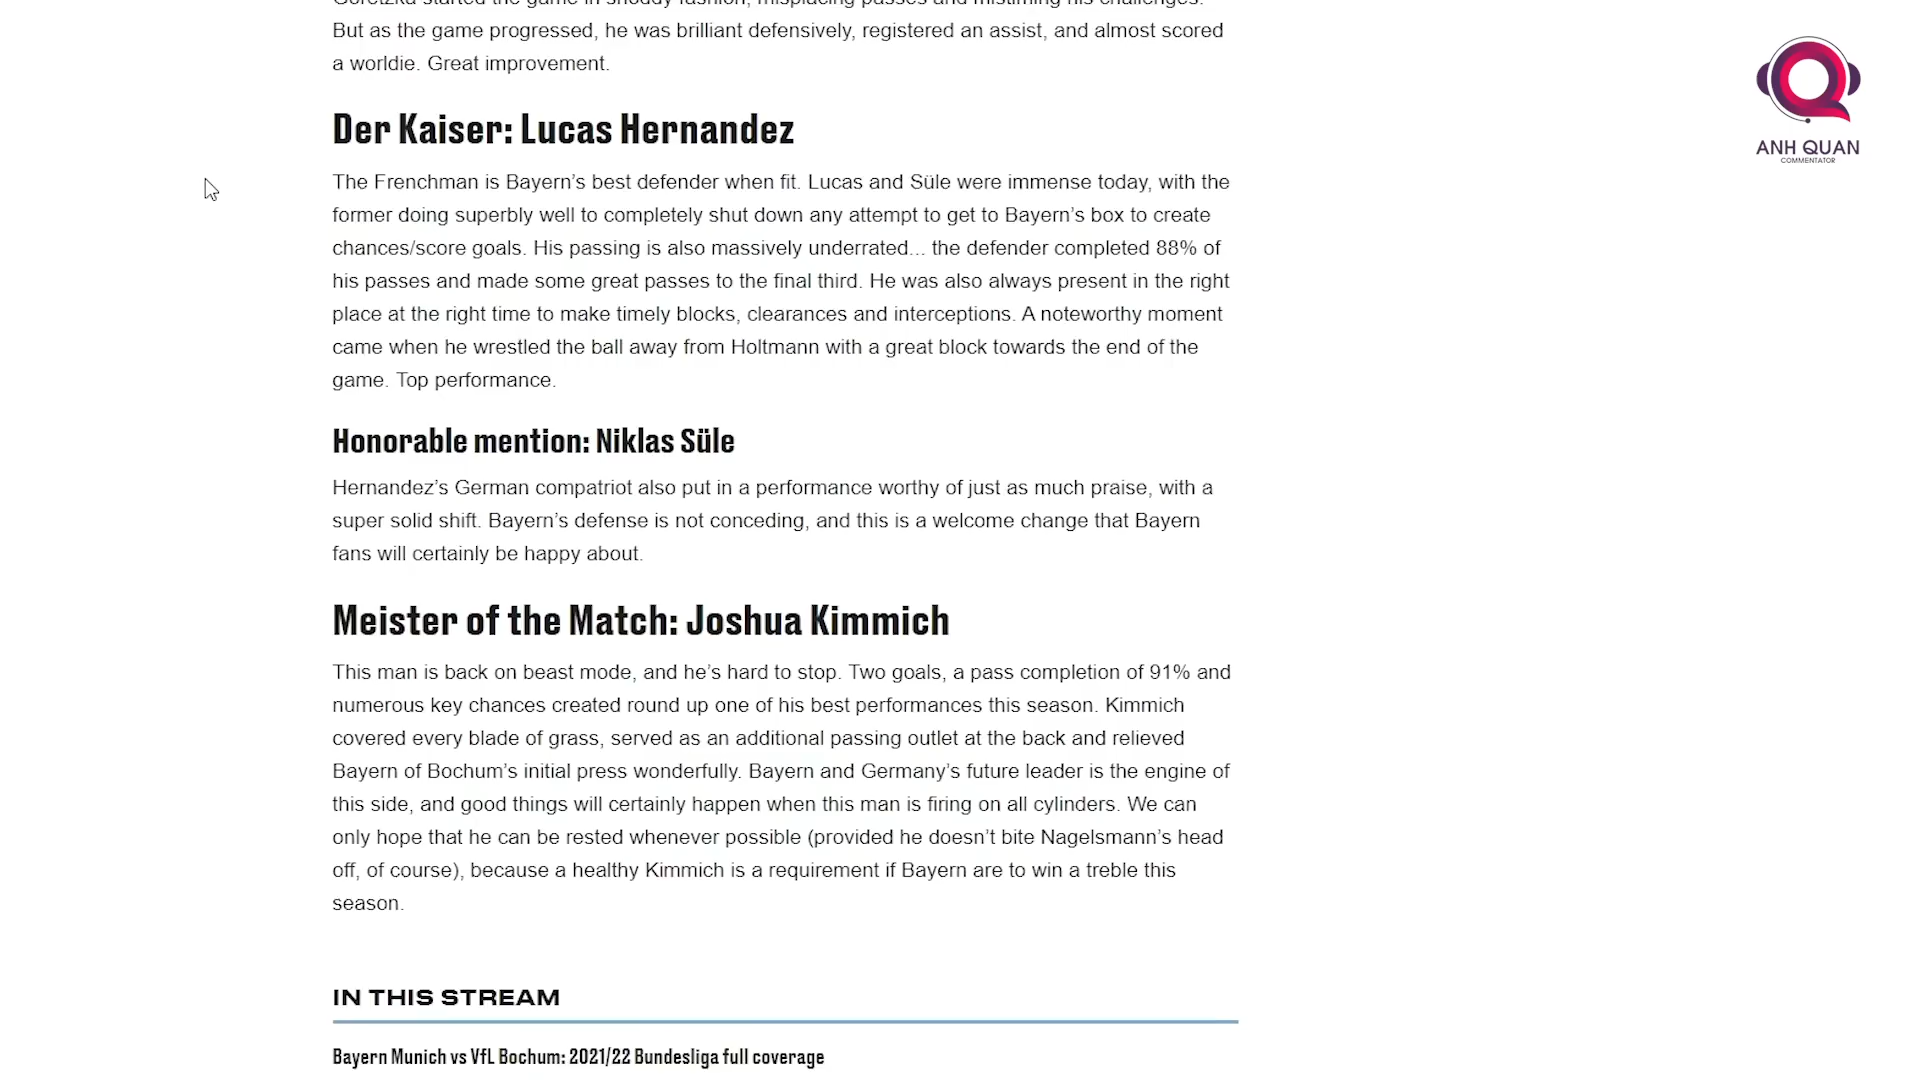 Goretzka started the game in shoddy fashion, misplacing passes and mistiming his challenges.
But as the game progressed, he was brilliant defensively, registered an assist, and almost scored
a worldie. Great improvement.
Der Kaiser: Lucas Hernandez
The Frenchman is Bayern’s best defender when fit. Lucas and Süle were immense today, with the
former doing superbly well to completely shut down any attempt to get to Bayern’s box to create
chances/score goals. His passing is also massively underrated... the defender completed 88% of
his passes and made some great passes to the final third. He was also always present in the right
place at the right time to make timely blocks, clearances and interceptions. A noteworthy moment
came when he wrestled the ball away from Holtmann with a great block towards the end of the
game. Top performance.
Honorable mention: Niklas Süle
Hernandez’s German compatriot also put in a performance worthy of just as much praise, with a
super solid shift. Bayern’s defense is not conceding, and this is a welcome change that Bayern
fans will certainly be happy about.
Meister of the Match: Joshua Kimmich
This man is back on beast mode, and he’s hard to stop. Two goals, a pass completion of 91% and
numerous key chances created round up one of his best performances this season. Kimmich
covered every blade of grass, served as an additional passing outlet at the back and relieved
Bayern of Bochum’s initial press wonderfully. Bayern and Germany’s future leader is the engine of
this side, and good things will certainly happen when this man is firing on all cylinders. We can
only hope that he can be rested whenever possible (provided he doesn’t bite Nagelsmann’s head
off, of course), because a healthy Kimmich is a requirement if Bayern are to win a treble this
season.
IN THIS STREAM
Bayern Munich vs VfL Bochum: 2021/22 Bundesliga full coverage
ANH QUAN
COMMENTATOR